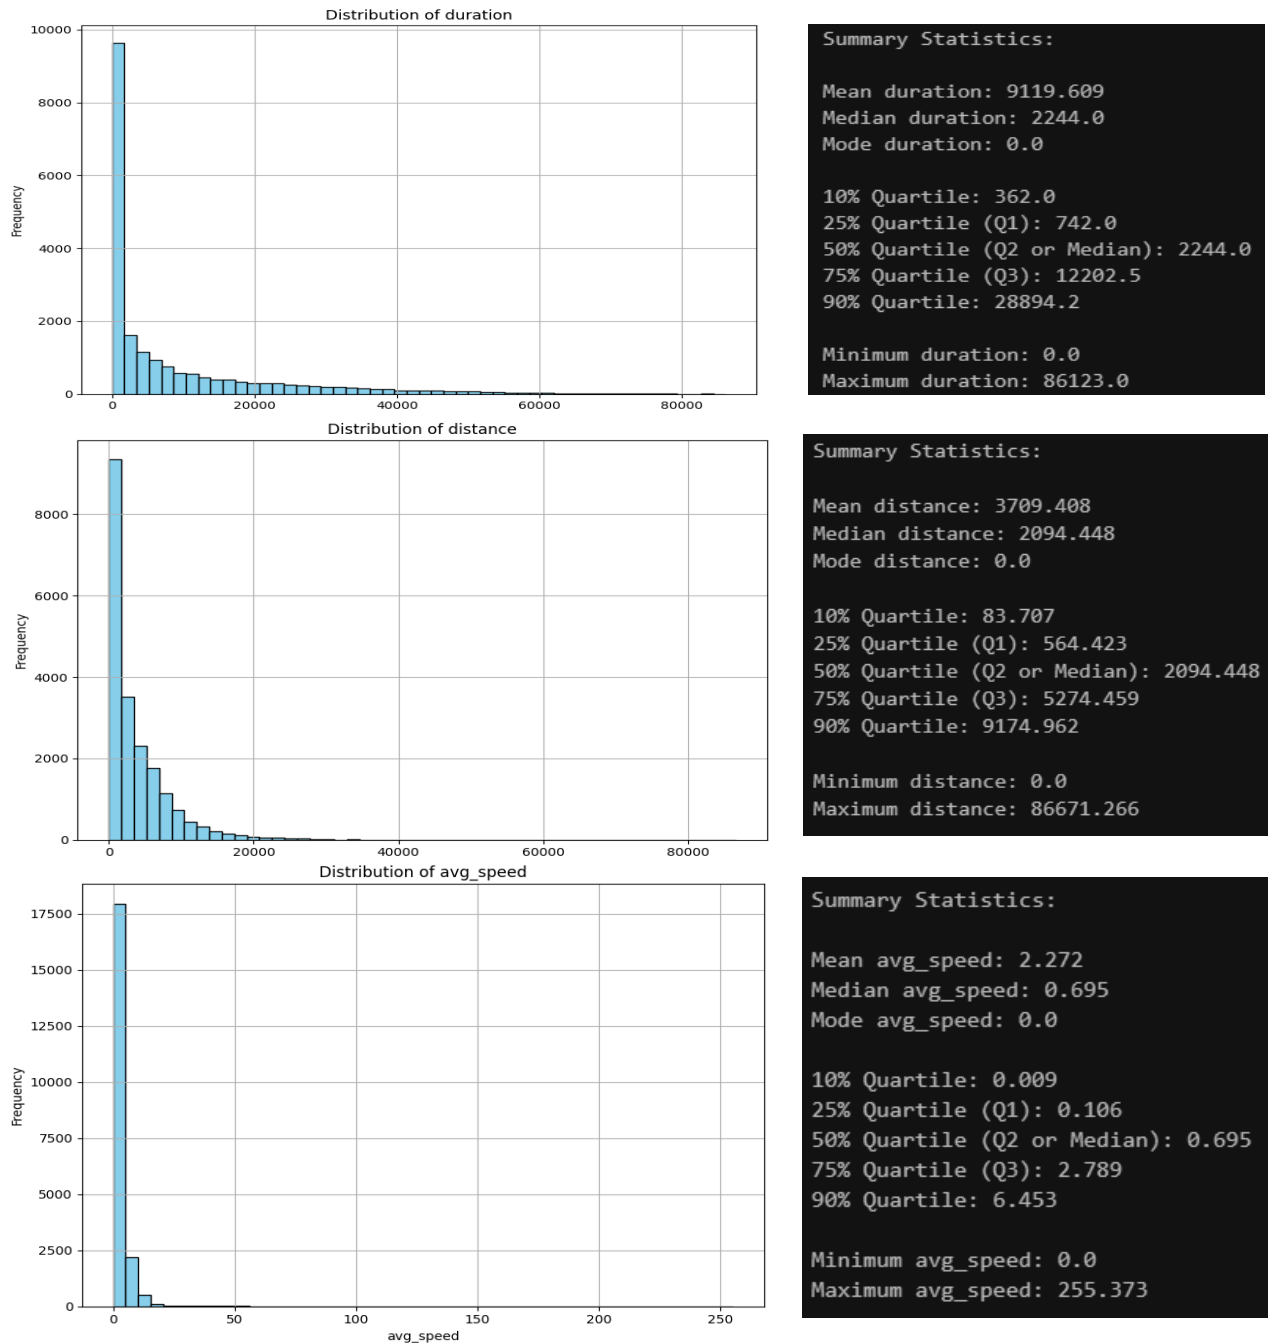 Distribution of duration
10000
8000
6000
4000
2000
0
Frequency
0 20000 40000 60000 80000
Summary Statistics:
Mean duration: 9119.609
Median duration: 2244.0
Mode duration: 0.0
10% Quartile: 362.0
25% Quartile (Q1): 742.0
50% Quartile (Q2 or Median): 2244.0
75% Quartile (Q3): 12202.5
90% Quartile: 28894.2
Minimum duration: 0.0
Maximum duration: 86123.0
Distribution of distance
8000
6000
4000
2000
0
Frequency
0 20000 40000 60000 80000
Summary Statistics:
Mean distance: 3709.408
Median distance: 2094.448
Mode distance: 0.0
10% Quartile: 83.707
25% Quartile (Q1): 564.423
50% Quartile (Q2 or Median): 2094.448
75% Quartile (Q3): 5274.459
90% Quartile: 9174.962
Minimum distance: 0.0
Maximum distance: 86671.266
Distribution of avg_speed
17500
15000
12500
10000
7500
5000
2500
0
Frequency
0 50 100 150 200 250
avg_speed
Summary Statistics:
Mean avg_speed: 2.272
Median avg_speed: 0.695
Mode avg_speed: 0.0
10% Quartile: 0.009
25% Quartile (Q1): 0.106
50% Quartile (Q2 or Median): 0.695
75% Quartile (Q3): 2.789
90% Quartile: 6.453
Minimum avg_speed: 0.0
Maximum avg_speed: 255.373